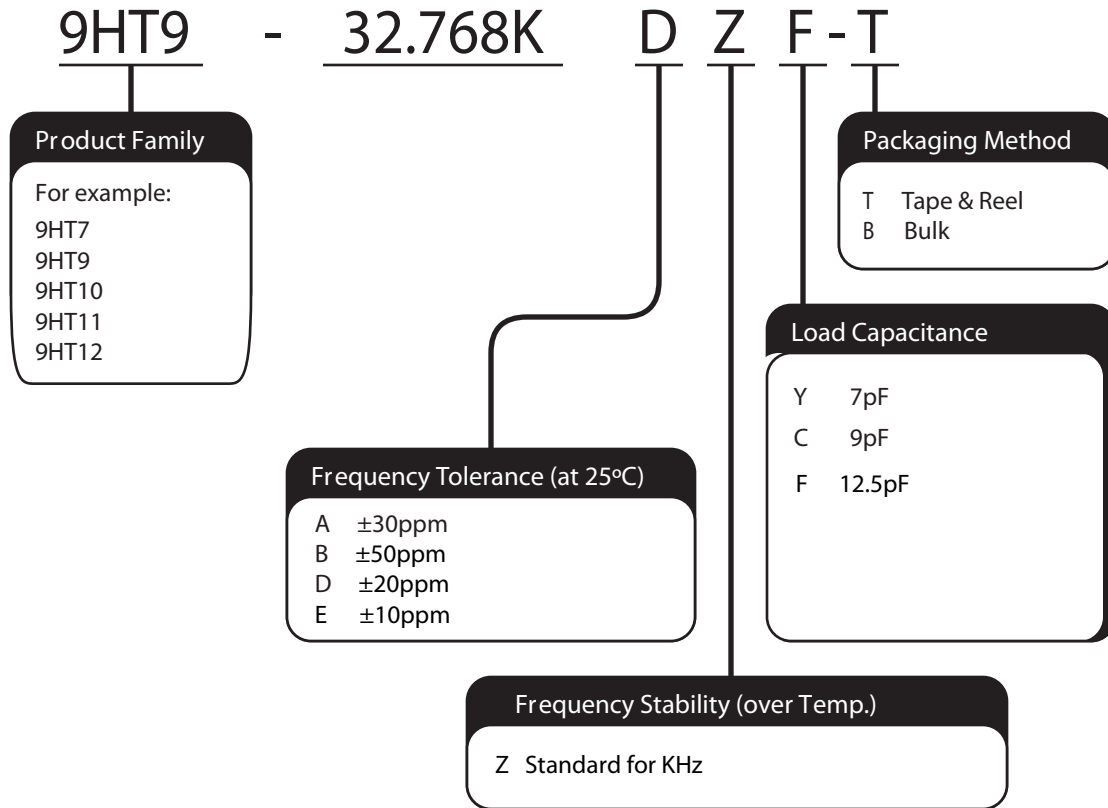 9HT9 - 32.768K D Z F - T
Product Family
For example:
9HT7
9HT9
9HT10
9HT11
9HT12
Packaging Method
T Tape & Reel
B Bulk
Load Capacitance
Y 7pF
C 9pF
F 12.5pF
Frequency Tolerance (at 25ºC)
A ±30ppm
B ±50ppm
D ±20ppm
E ±10ppm
Frequency Stability (over Temp.)
Z Standard for KHz